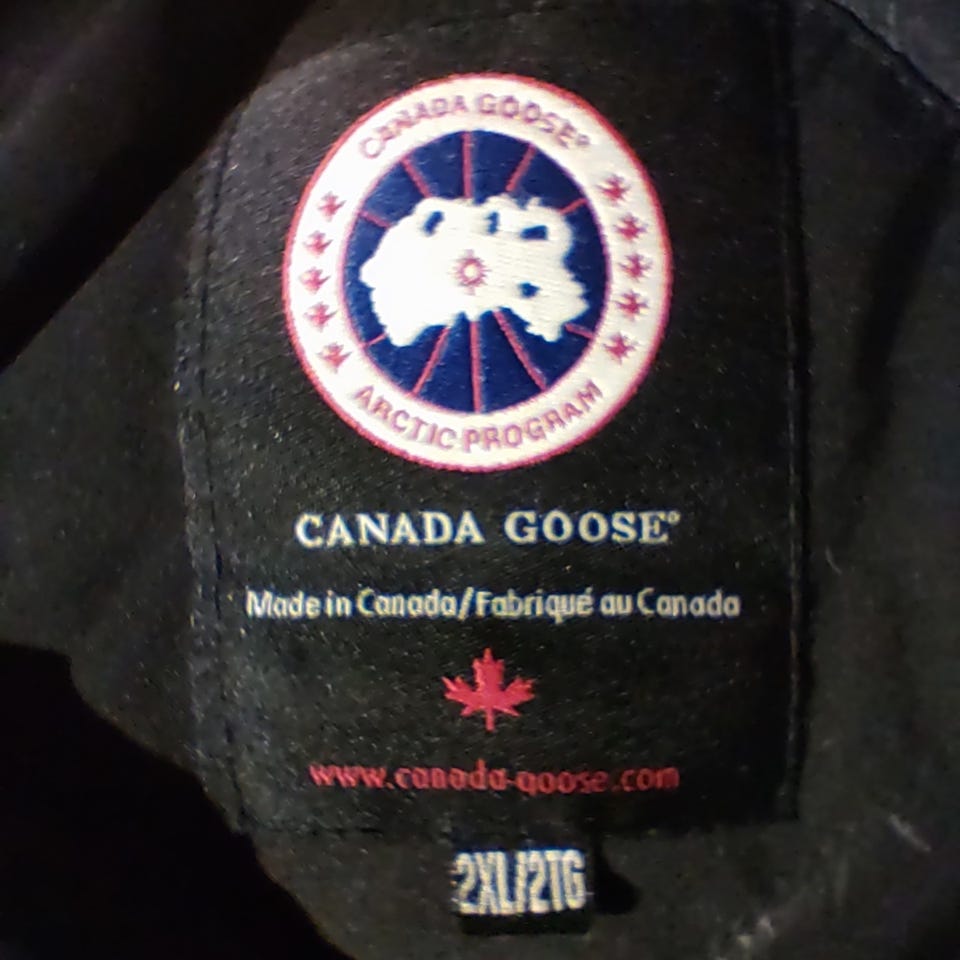 CANADA GOOSE®
ARCTIC PROGRAM
CANADA GOOSE®
Made in Canada/Fabriqué au Canada
www.canada-goose.com
2XL/2TG